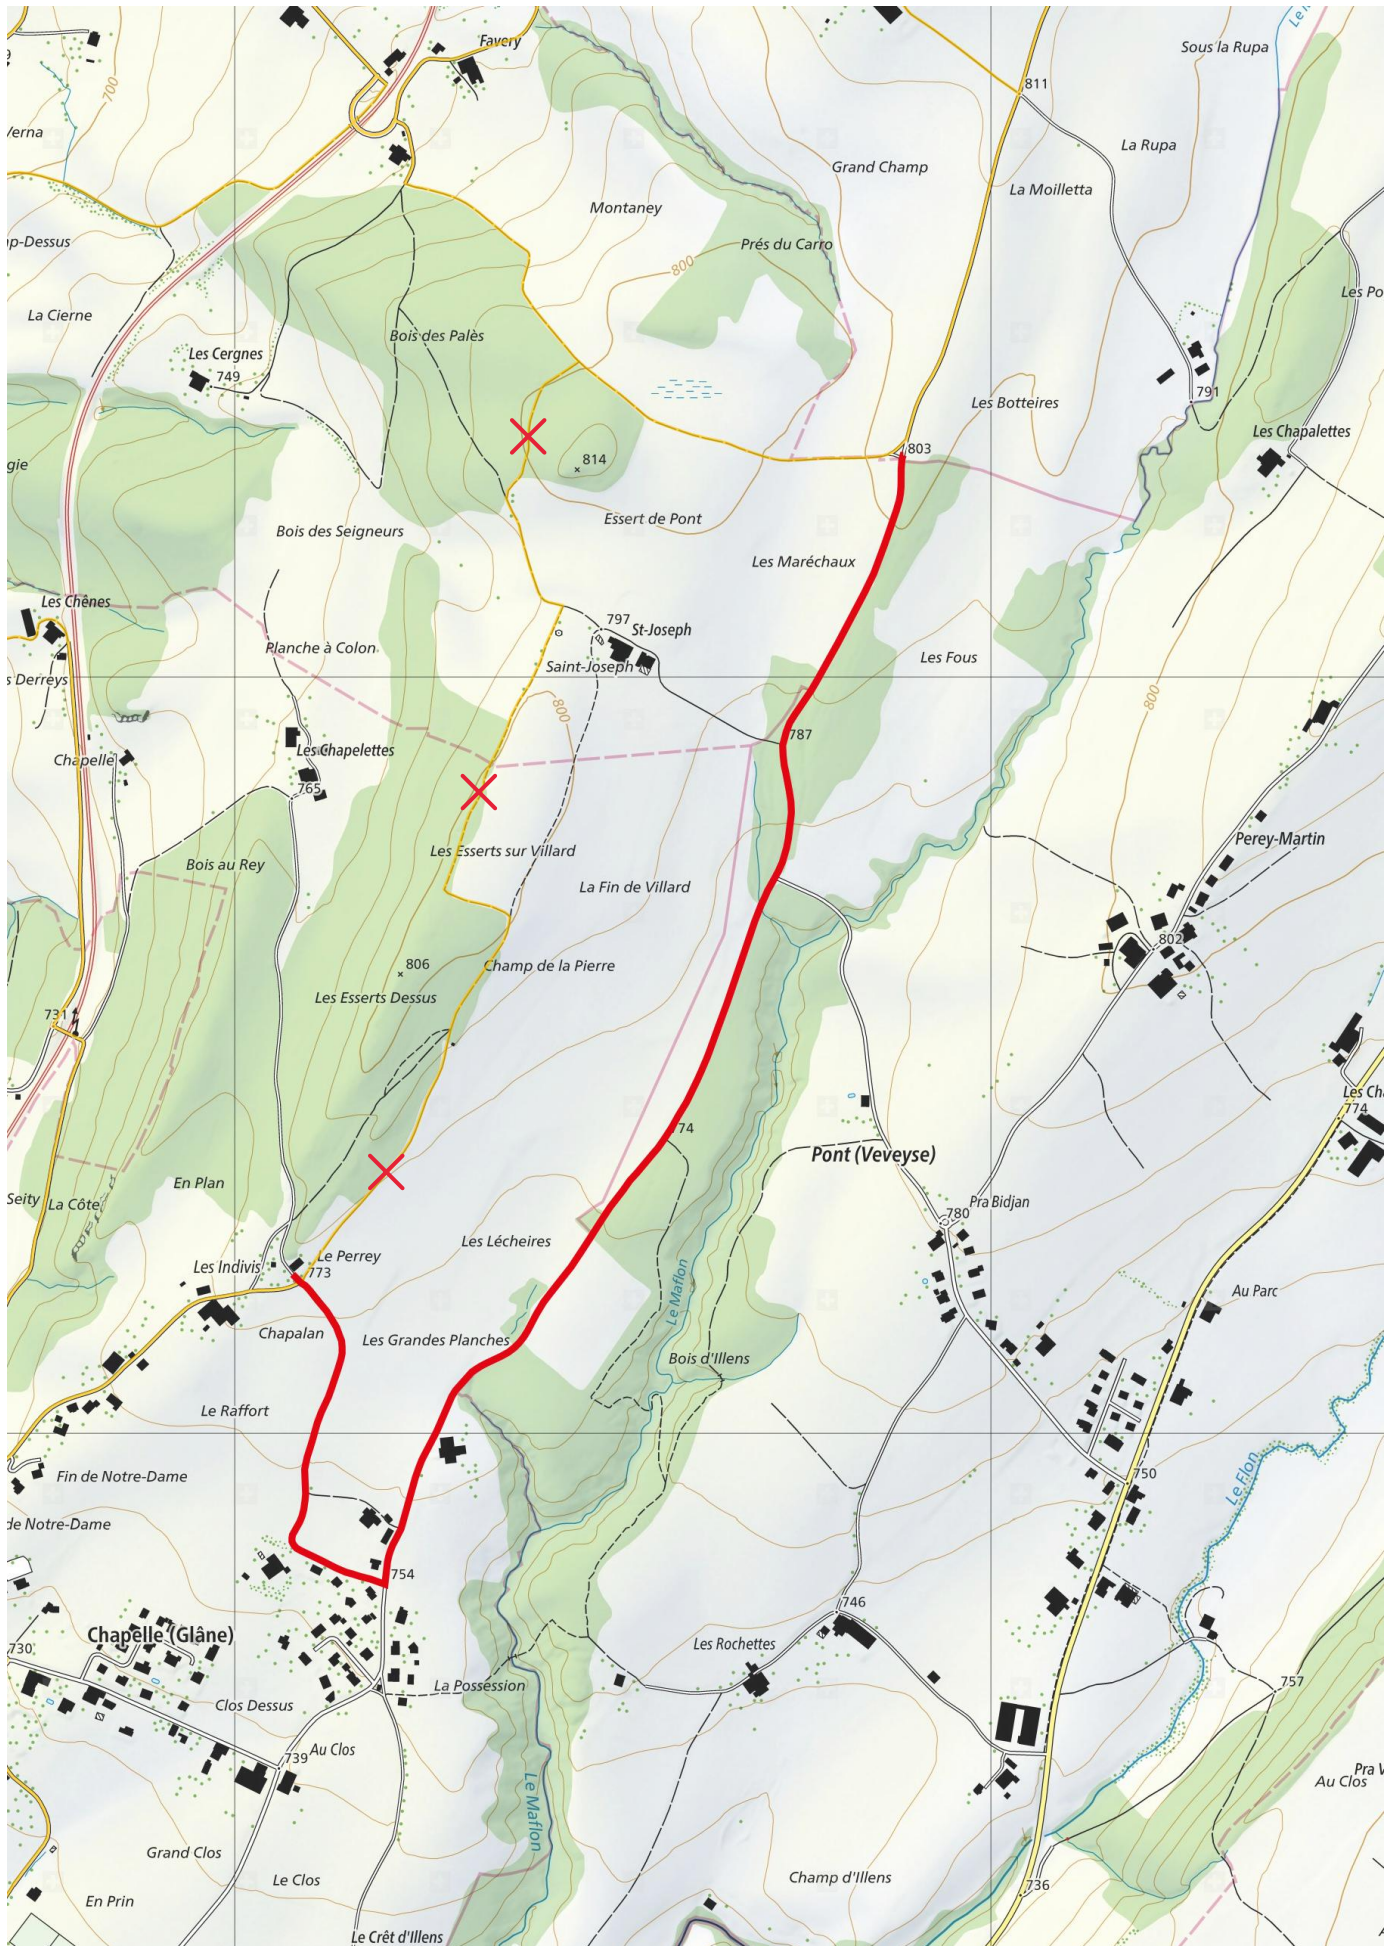 Favery
Sous la Rupa
Le
700
811
Verna
La Rupa
Grand Champ
La Moilletta
Montaney
Prés du Carro
800
La Cierne
Les Po
Bois des Palès
Les Cergnes
749
791
Les Botteires
Les Chapalettes
803
gie
814
Essert de Pont
Bois des Seigneurs
Les Maréchaux
Les Chênes
797
St-Joseph
Planche à Colon
Les Fous
Saint-Joseph
s Derreys
800
800
787
Les Chapelettes
Chapelle
765
Perey-Martin
Les Esserts sur Villard
Bois au Rey
La Fin de Villard
802
Champ de la Pierre
806
Les Esserts Dessus
731
Les Ch
774
774
Pont (Veveyse)
En Plan
Seity
La Côte
Pra Bidjan
780
Les Lécheires
Le Perrey
Les Indivis
773
Le Maflon
Au Parc
Chapalan
Les Grandes Planches
Bois d'Illens
Le Raffort
Fin de Notre-Dame
750
Le Flon
de Notre-Dame
754
746
Chapelle (Glâne)
730
Les Rochettes
La Possession
757
Clos Dessus
Au Clos
739
Pra V
Au Clos
Le Maflon
Grand Clos
Champ d'Illens
Le Clos
736
En Prin
Le Crêt d'Illens